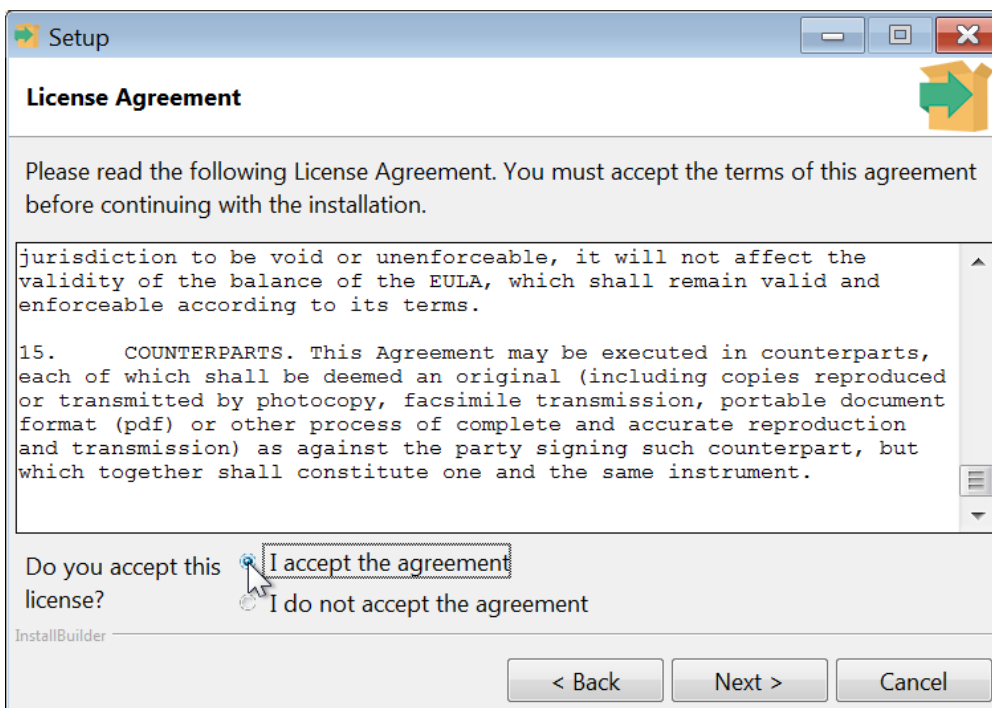 Setup
License Agreement
Please read the following License Agreement. You must accept the terms of this agreement
before continuing with the installation.
jurisdiction to be void or unenforceable, it will not affect the
validity of the balance of the EULA, which shall remain valid and
enforceable according to its terms.
15. COUNTERPARTS. This Agreement may be executed in counterparts,
each of which shall be deemed an original (including copies reproduced
or transmitted by photocopy, facsimile transmission, portable document
format (pdf) or other process of complete and accurate reproduction
and transmission) as against the party signing such counterpart, but
which together shall constitute one and the same instrument.
Do you accept this
license?
I accept the agreement
I do not accept the agreement
InstallBuilder
< Back
Next >
Cancel